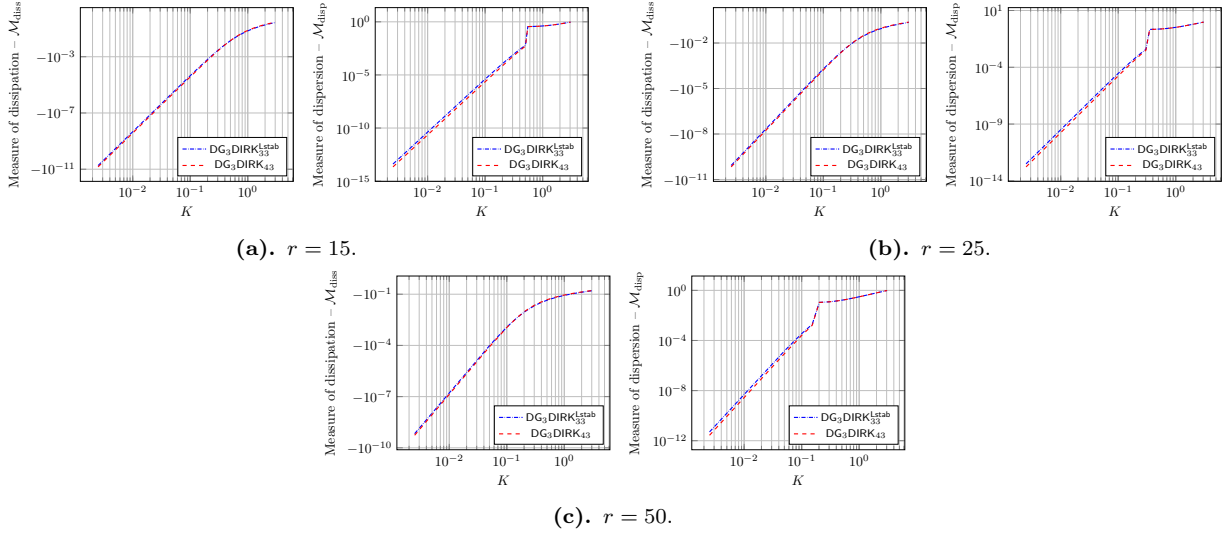 Measure of dissipation – 𝓜diss
−10⁻³
−10⁻⁷
−10⁻¹¹
10⁻² 10⁻¹ 10⁰
K
DG₃DIRK₃₃^Lstab
DG₃DIRK₄₃
Measure of dispersion – 𝓜disp
10⁰
10⁻⁵
10⁻¹⁰
10⁻¹⁵
10⁻² 10⁻¹ 10⁰
K
DG₃DIRK₃₃^Lstab
DG₃DIRK₄₃
(a). r = 15.
Measure of dissipation – 𝓜diss
−10⁻²
−10⁻⁵
−10⁻⁸
−10⁻¹¹
10⁻² 10⁻¹ 10⁰
K
DG₃DIRK₃₃^Lstab
DG₃DIRK₄₃
Measure of dispersion – 𝓜disp
10¹
10⁻⁴
10⁻⁹
10⁻¹⁴
10⁻² 10⁻¹ 10⁰
K
DG₃DIRK₃₃^Lstab
DG₃DIRK₄₃
(b). r = 25.
Measure of dissipation – 𝓜diss
−10⁻¹
−10⁻⁴
−10⁻⁷
−10⁻¹⁰
10⁻² 10⁻¹ 10⁰
K
DG₃DIRK₃₃^Lstab
DG₃DIRK₄₃
Measure of dispersion – 𝓜disp
10⁰
10⁻⁴
10⁻⁸
10⁻¹²
10⁻² 10⁻¹ 10⁰
K
DG₃DIRK₃₃^Lstab
DG₃DIRK₄₃
(c). r = 50.